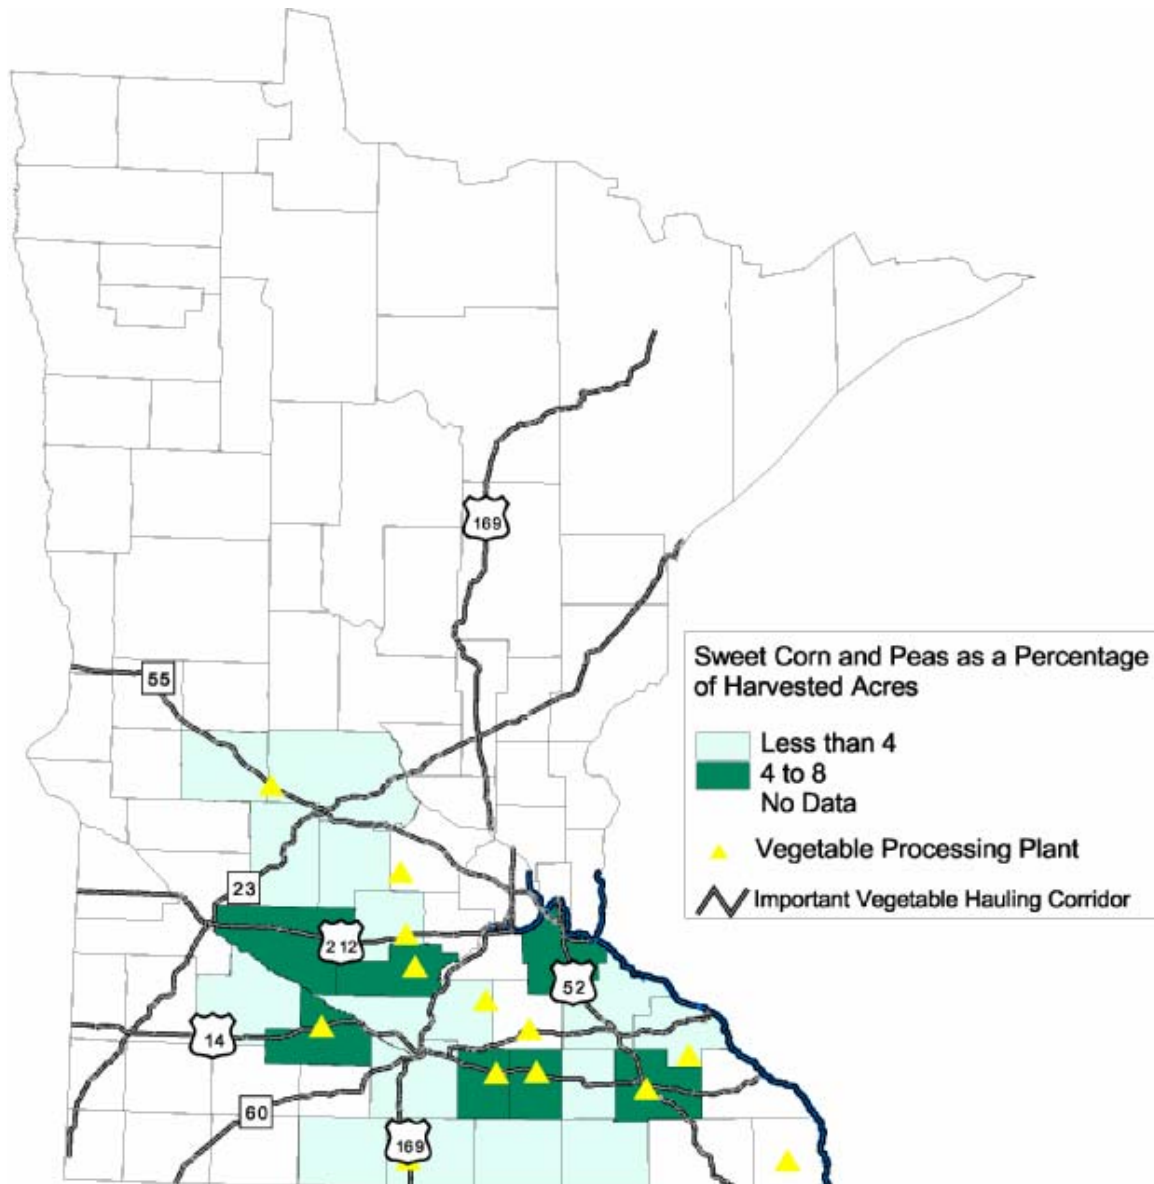 169
55
Sweet Corn and Peas as a Percentage
of Harvested Acres
Less than 4
4 to 8
No Data
Vegetable Processing Plant
Important Vegetable Hauling Corridor
23
212
52
14
60
169